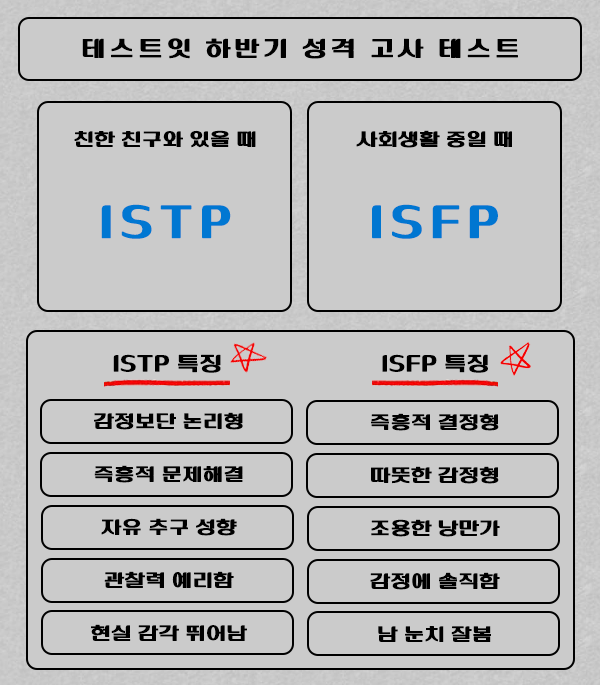 테스트잇 하반기 성격 고사 테스트
친한 친구와 있을 때
ISTP
사회생활 중일 때
ISFP
ISTP 특징
감정보단 논리형
즉흥적 문제해결
자유 추구 성향
관찰력 예리함
현실 감각 뛰어남
ISFP 특징
즉흥적 결정형
따뜻한 감정형
조용한 낭만가
감정에 솔직함
남 눈치 잘봄